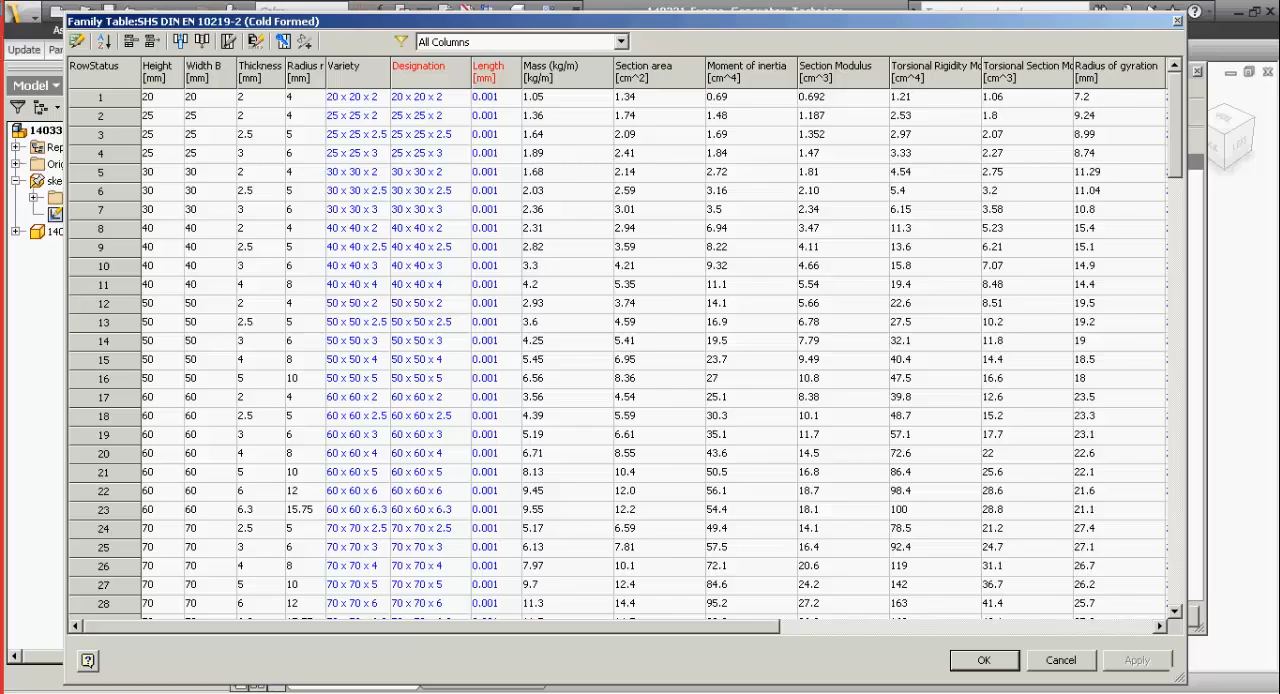 Family Table:SHS DIN EN 10219-2 (Cold Formed)
Update
All Columns
Model
RowStatus Height [mm] Width B [mm] Thickness [mm] Radius r [mm] Variety Designation Length [mm] Mass (kg/m) [kg/m] Section area [cm^2] Moment of inertia [cm^4] Section Modulus [cm^3] Torsional Rigidity Mo [cm^4] Torsional Section Mo [cm^3] Radius of gyration [mm]
1 20 20 2 4 20 x 20 x 2 20 x 20 x 2 0.001 1.05 1.34 0.69 0.692 1.21 1.06 7.2
2 25 25 2 4 25 x 25 x 2 25 x 25 x 2 0.001 1.36 1.74 1.48 1.187 2.53 1.8 9.24
3 25 25 2.5 5 25 x 25 x 2.5 25 x 25 x 2.5 0.001 1.64 2.09 1.69 1.352 2.97 2.07 8.99
4 25 25 3 6 25 x 25 x 3 25 x 25 x 3 0.001 1.89 2.41 1.84 1.47 3.33 2.27 8.74
5 30 30 2 4 30 x 30 x 2 30 x 30 x 2 0.001 1.68 2.14 2.72 1.81 4.54 2.75 11.29
6 30 30 2.5 5 30 x 30 x 2.5 30 x 30 x 2.5 0.001 2.03 2.59 3.16 2.10 5.4 3.2 11.04
7 30 30 3 6 30 x 30 x 3 30 x 30 x 3 0.001 2.36 3.01 3.5 2.34 6.15 3.58 10.8
8 40 40 2 4 40 x 40 x 2 40 x 40 x 2 0.001 2.31 2.94 6.94 3.47 11.3 5.23 15.4
9 40 40 2.5 5 40 x 40 x 2.5 40 x 40 x 2.5 0.001 2.82 3.59 8.22 4.11 13.6 6.21 15.1
10 40 40 3 6 40 x 40 x 3 40 x 40 x 3 0.001 3.3 4.21 9.32 4.66 15.8 7.07 14.9
11 40 40 4 8 40 x 40 x 4 40 x 40 x 4 0.001 4.2 5.35 11.1 5.54 19.4 8.48 14.4
12 50 50 2 4 50 x 50 x 2 50 x 50 x 2 0.001 2.93 3.74 14.1 5.66 22.6 8.51 19.5
13 50 50 2.5 5 50 x 50 x 2.5 50 x 50 x 2.5 0.001 3.6 4.59 16.9 6.78 27.5 10.2 19.2
14 50 50 3 6 50 x 50 x 3 50 x 50 x 3 0.001 4.25 5.41 19.5 7.79 32.1 11.8 19
15 50 50 4 8 50 x 50 x 4 50 x 50 x 4 0.001 5.45 6.95 23.7 9.49 40.4 14.4 18.5
16 50 50 5 10 50 x 50 x 5 50 x 50 x 5 0.001 6.56 8.36 27 10.8 47.5 16.6 18
17 60 60 2 4 60 x 60 x 2 60 x 60 x 2 0.001 3.56 4.54 25.1 8.38 39.8 12.6 23.5
18 60 60 2.5 5 60 x 60 x 2.5 60 x 60 x 2.5 0.001 4.39 5.59 30.3 10.1 48.7 15.2 23.3
19 60 60 3 6 60 x 60 x 3 60 x 60 x 3 0.001 5.19 6.61 35.1 11.7 57.1 17.7 23.1
20 60 60 4 8 60 x 60 x 4 60 x 60 x 4 0.001 6.71 8.55 43.6 14.5 72.6 22 22.6
21 60 60 5 10 60 x 60 x 5 60 x 60 x 5 0.001 8.13 10.4 50.5 16.8 86.4 25.6 22.1
22 60 60 6 12 60 x 60 x 6 60 x 60 x 6 0.001 9.45 12.0 56.1 18.7 98.4 28.6 21.6
23 60 60 6.3 15.75 60 x 60 x 6.3 60 x 60 x 6.3 0.001 9.55 12.2 54.4 18.1 100 28.8 21.1
24 70 70 2.5 5 70 x 70 x 2.5 70 x 70 x 2.5 0.001 5.17 6.59 49.4 14.1 78.5 21.2 27.4
25 70 70 3 6 70 x 70 x 3 70 x 70 x 3 0.001 6.13 7.81 57.5 16.4 92.4 24.7 27.1
26 70 70 4 8 70 x 70 x 4 70 x 70 x 4 0.001 7.97 10.1 72.1 20.6 119 31.1 26.7
27 70 70 5 10 70 x 70 x 5 70 x 70 x 5 0.001 9.7 12.4 84.6 24.2 142 36.7 26.2
28 70 70 6 12 70 x 70 x 6 70 x 70 x 6 0.001 11.3 14.4 95.2 27.2 163 41.4 25.7
OK Cancel Apply